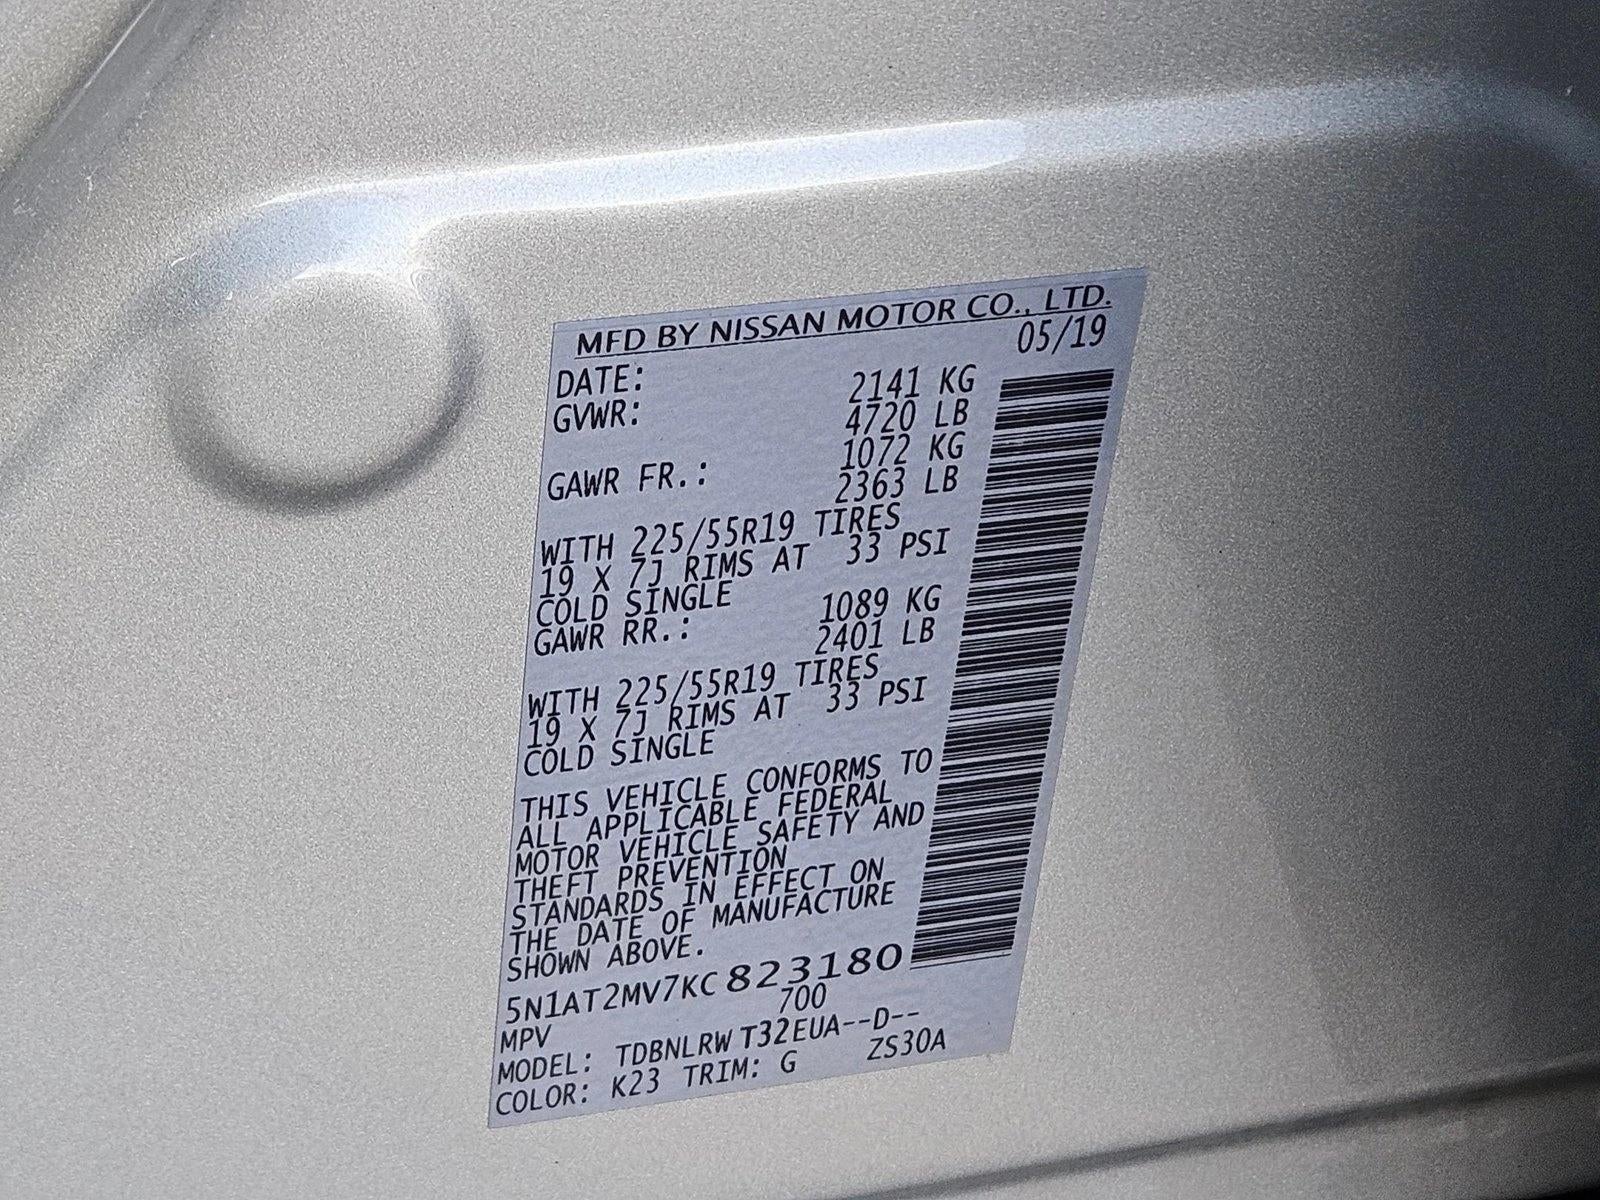 MFD BY NISSAN MOTOR CO., LTD.
DATE: 05/19
GVWR: 2141 KG
4720 LB
GAWR FR.: 1072 KG
2363 LB
WITH 225/55R19 TIRES
19 X 7J RIMS AT 33 PSI
COLD SINGLE
GAWR RR.: 1089 KG
2401 LB
WITH 225/55R19 TIRES
19 X 7J RIMS AT 33 PSI
COLD SINGLE
THIS VEHICLE CONFORMS TO
ALL APPLICABLE FEDERAL
MOTOR VEHICLE SAFETY AND
THEFT PREVENTION
STANDARDS IN EFFECT ON
THE DATE OF MANUFACTURE
SHOWN ABOVE.
5N1AT2MV7KC823180
MPV 700
MODEL: TDBNLRWT32EUA--D--
COLOR: K23 TRIM: G ZS30A